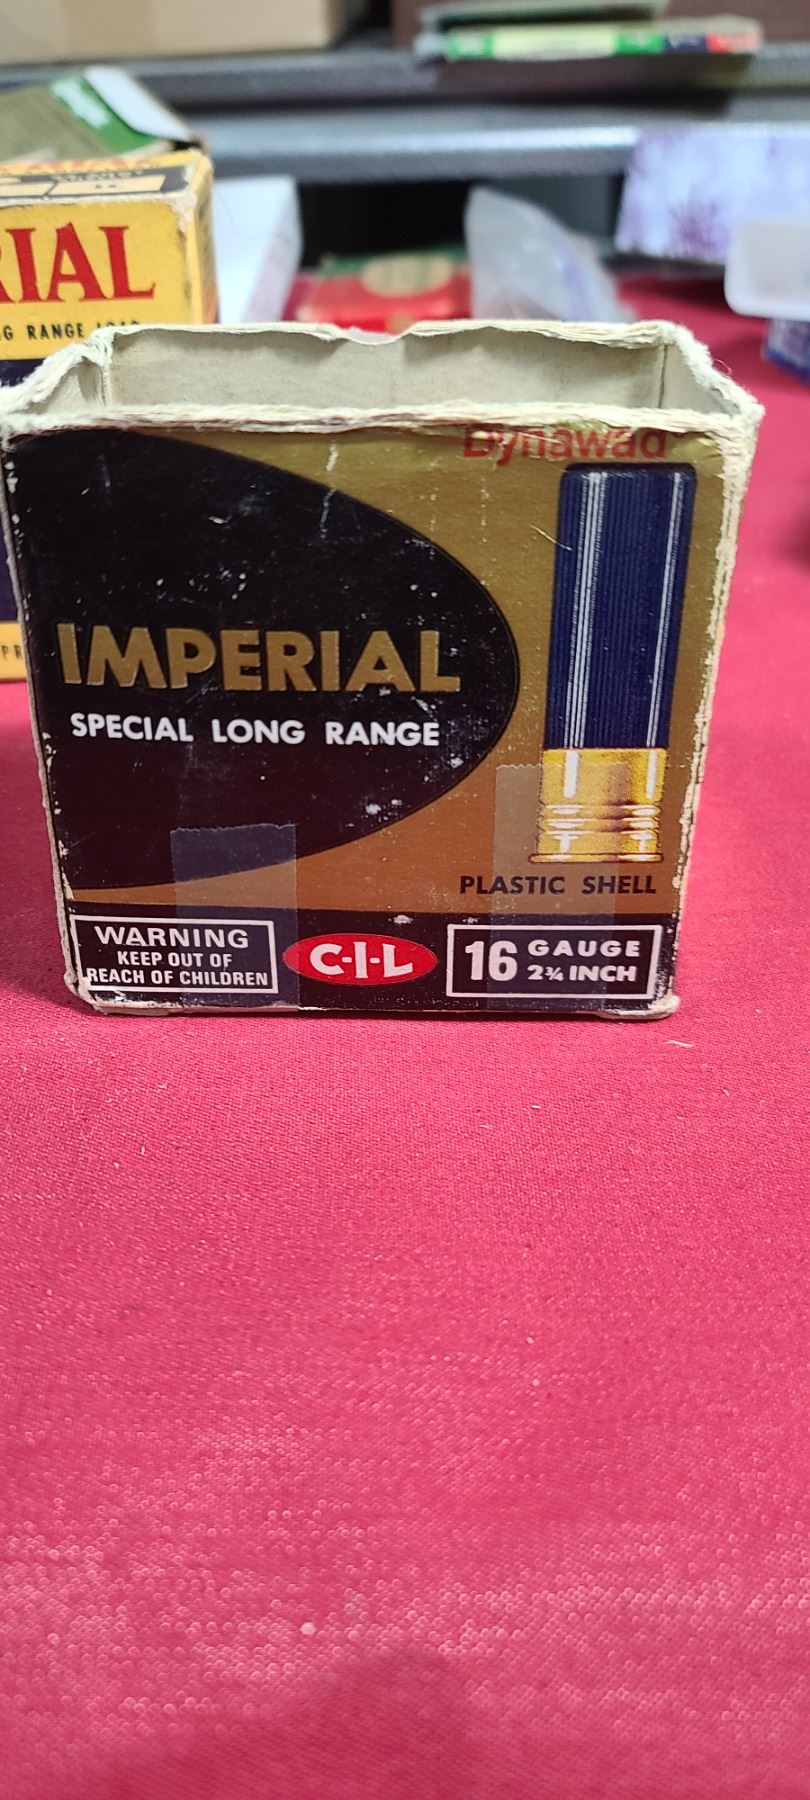 RIAL
G RANGE LOAD
Dynawad
IMPERIAL
SPECIAL LONG RANGE
PLASTIC SHELL
WARNING
KEEP OUT OF
REACH OF CHILDREN
C-I-L
16 GAUGE
2¾ INCH
PR